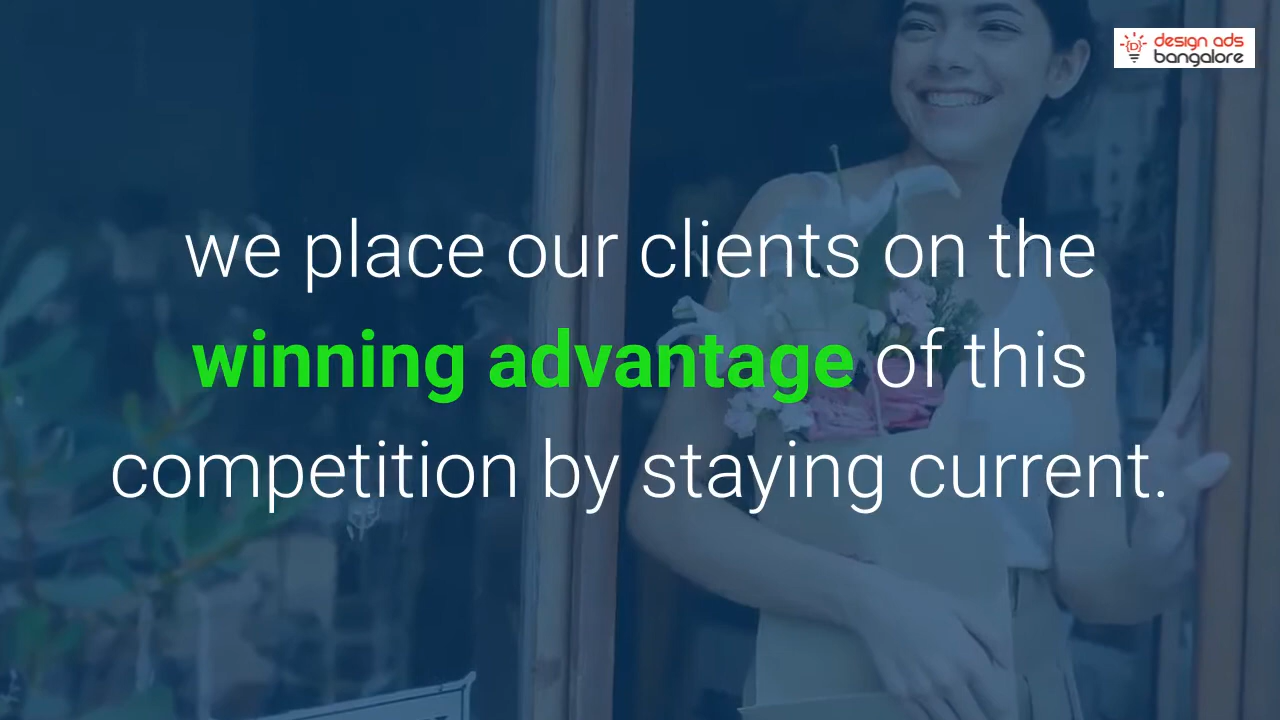 design ads
bangalore
we place our clients on the
winning advantage of this
competition by staying current.